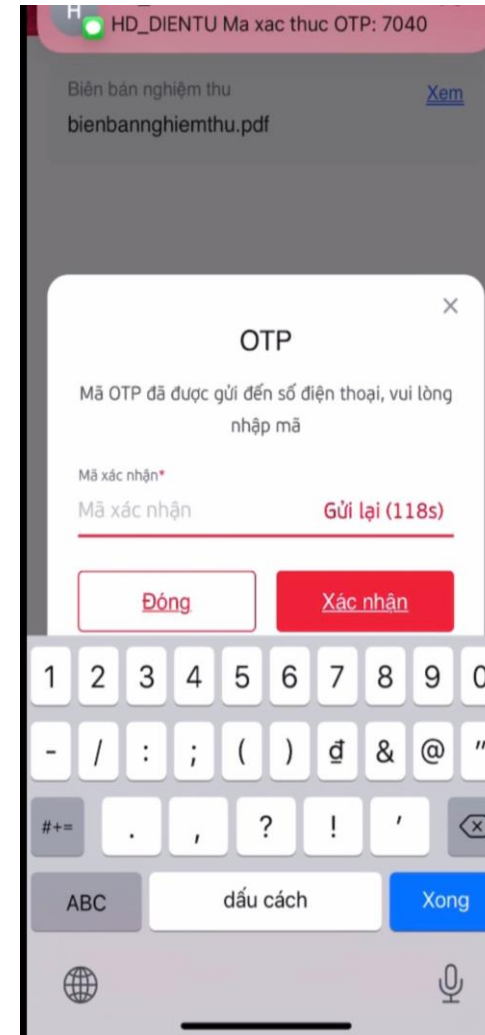 H
HD_DIENTU Ma xac thuc OTP: 7040
Biên bản nghiệm thu
Xem
bienbannghiemthu.pdf
OTP
Mã OTP đã được gửi đến số điện thoại, vui lòng
nhập mã
Mã xác nhận*
Mã xác nhận
Gửi lại (118s)
Đóng
Xác nhận
1 2 3 4 5 6 7 8 9 0
- / : ; ( ) đ & @ "
#+= . , ? ! '
ABC dấu cách Xong